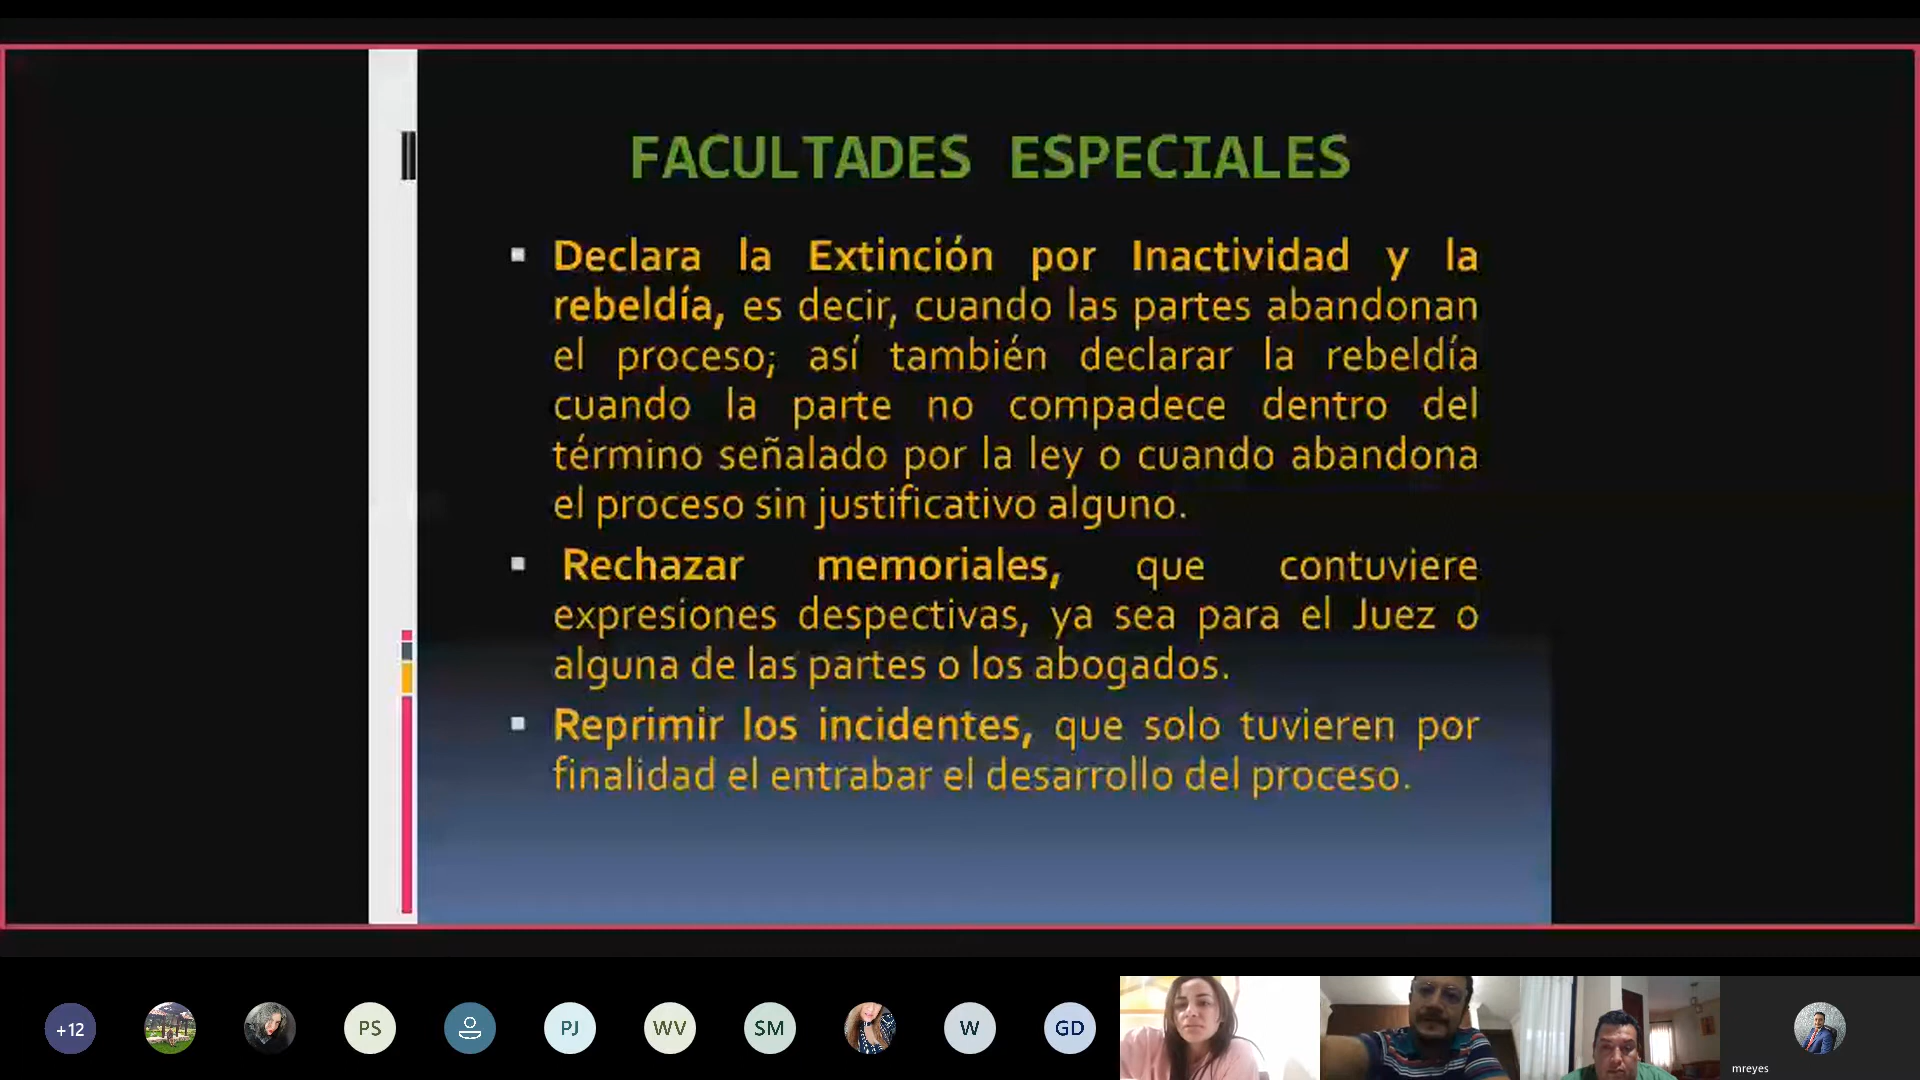 FACULTADES ESPECIALES
▪ Declara la Extinción por Inactividad y la
rebeldía, es decir, cuando las partes abandonan
el proceso; así también declarar la rebeldía
cuando la parte no compadece dentro del
término señalado por la ley o cuando abandona
el proceso sin justificativo alguno.
▪ Rechazar memoriales, que contuviere
expresiones despectivas, ya sea para el Juez o
alguna de las partes o los abogados.
▪ Reprimir los incidentes, que solo tuvieren por
finalidad el entrabar el desarrollo del proceso.
+12 PS PJ WV SM W GD
mreyes